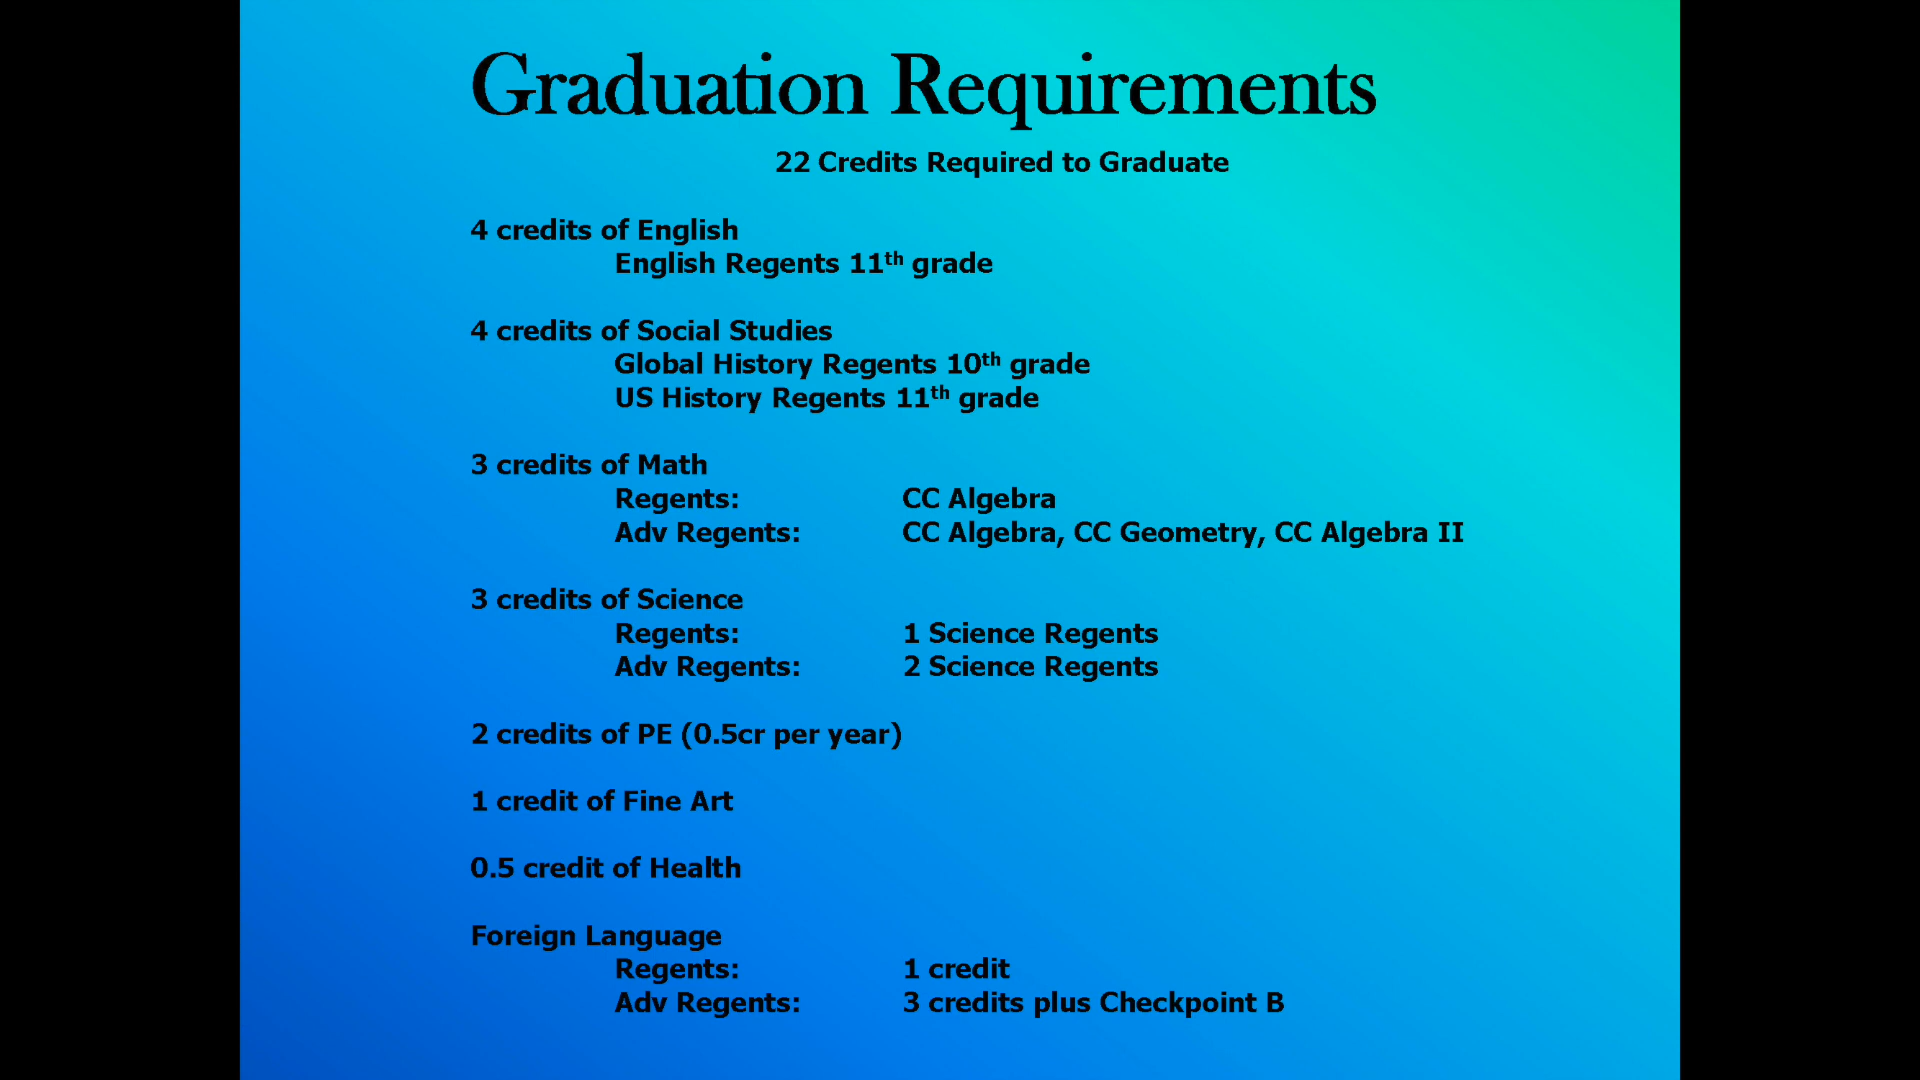 Graduation Requirements
22 Credits Required to Graduate
4 credits of English
English Regents 11th grade
4 credits of Social Studies
Global History Regents 10th grade
US History Regents 11th grade
3 credits of Math
Regents: CC Algebra
Adv Regents: CC Algebra, CC Geometry, CC Algebra II
3 credits of Science
Regents: 1 Science Regents
Adv Regents: 2 Science Regents
2 credits of PE (0.5cr per year)
1 credit of Fine Art
0.5 credit of Health
Foreign Language
Regents: 1 credit
Adv Regents: 3 credits plus Checkpoint B